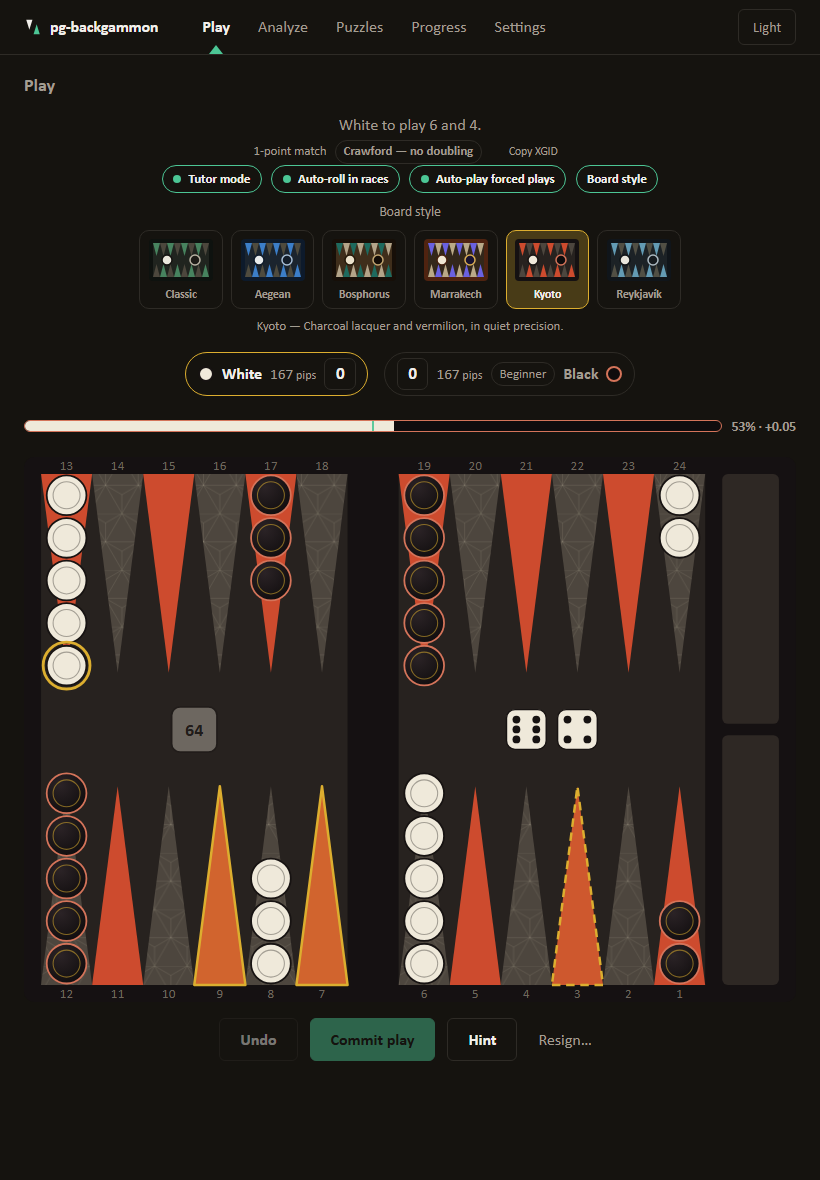 pg-backgammon Play Analyze Puzzles Progress Settings Light
Play
White to play 6 and 4.
1-point match Crawford — no doubling Copy XGID
Tutor mode Auto-roll in races Auto-play forced plays Board style
Board style
Classic Aegean Bosphorus Marrakech Kyoto Reykjavík
Kyoto — Charcoal lacquer and vermilion, in quiet precision.
White 167 pips 0 0 167 pips Beginner Black
53% · +0.05
13 14 15 16 17 18 19 20 21 22 23 24
64
12 11 10 9 8 7 6 5 4 3 2 1
Undo Commit play Hint Resign...